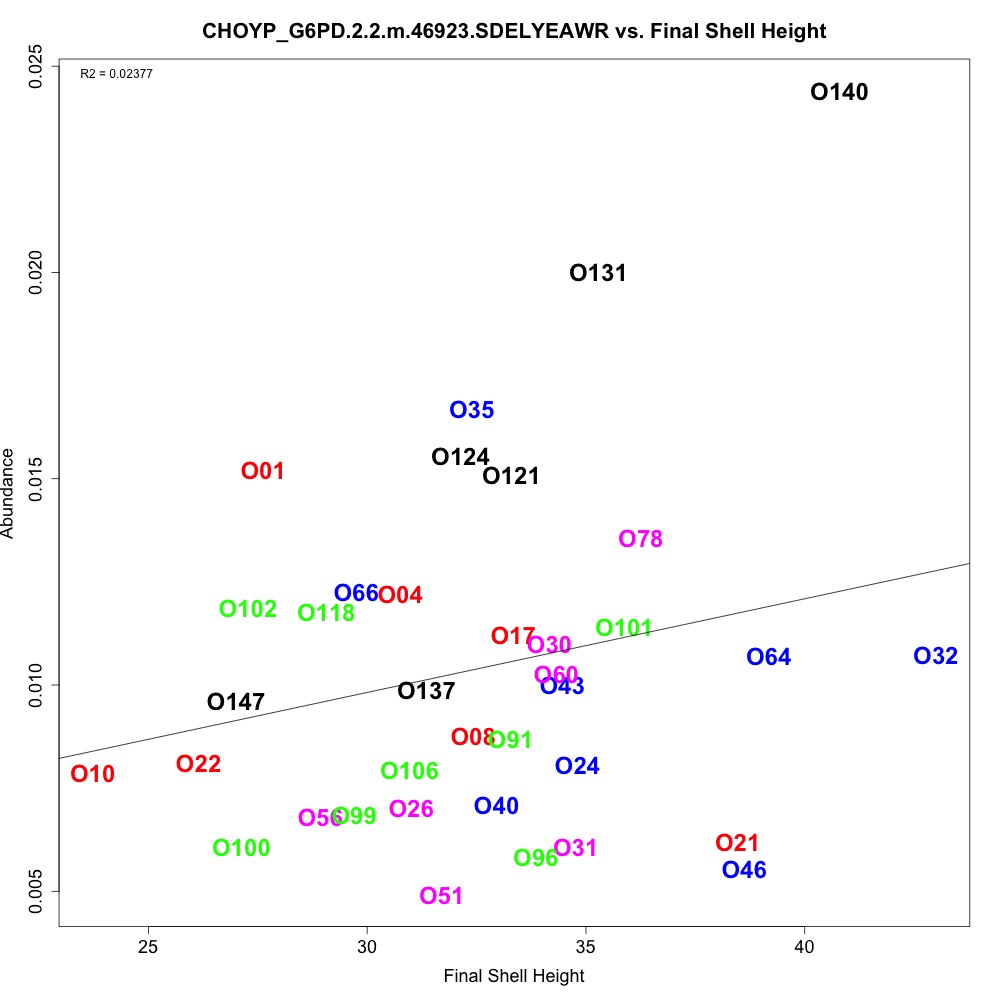 CHOYP_G6PD.2.2.m.46923.SDELYEAWR vs. Final Shell Height
R2 = 0.02377
0.025
O140
0.020
O131
O35
O124
O121
O01
0.015
O78
O66
O04
O102
O118
O101
O17
O30
O64
O32
O60
O43
0.010
O137
O147
O08
O91
O24
O22
O10
O106
O26
O40
O56
O99
O21
O100
O31
O96
O46
O51
0.005
Abundance
25 30 35 40
Final Shell Height